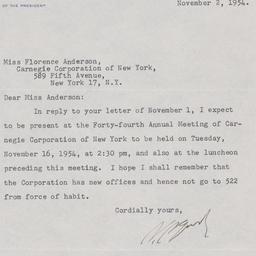 OF THE PRESIDENT
November 2, 1954.
Miss Florence Anderson,
Carnegie Corporation of New York,
589 Fifth Avenue,
New York 17, N.Y.
Dear Miss Anderson:
In reply to your letter of November 1, I expect
to be present at the Forty-fourth Annual Meeting of Car-
negie Corporation of New York to be held on Tuesday,
November 16, 1954, at 2:30 pm, and also at the luncheon
preceding this meeting. I hope I shall remember that
the Corporation has new offices and hence not go to 522
from force of habit.
Cordially yours,